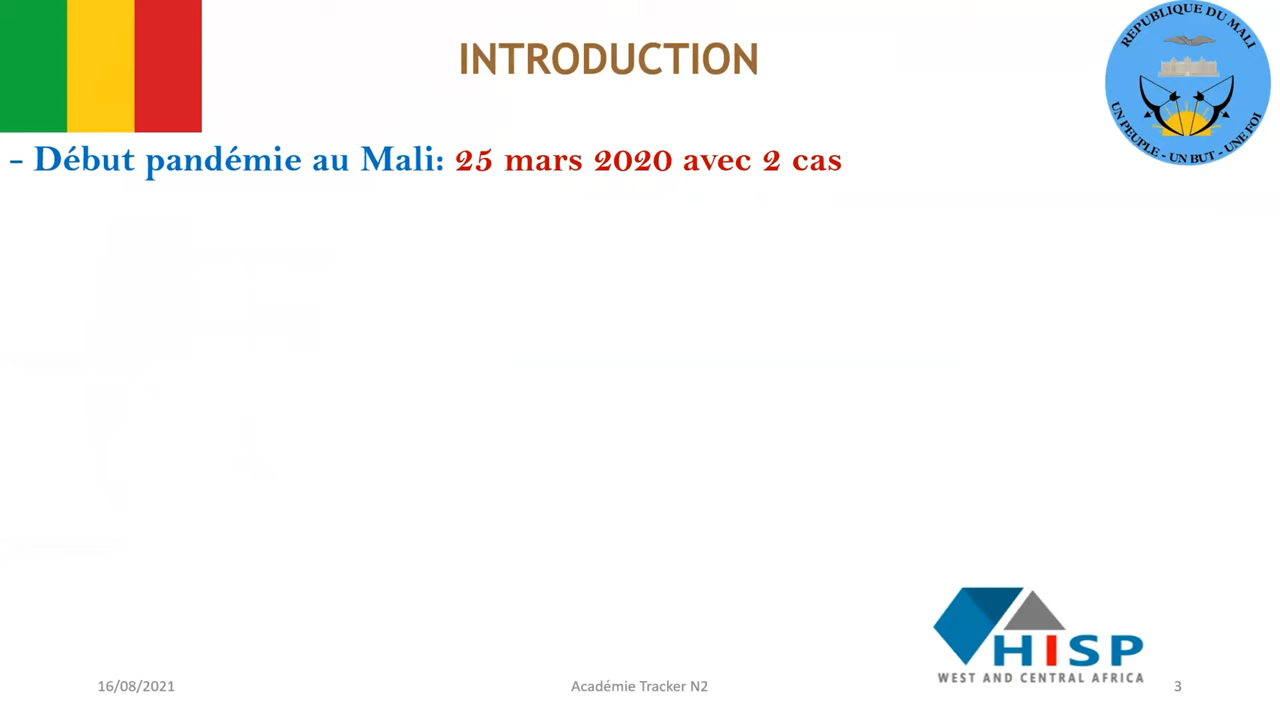 INTRODUCTION
REPUBLIQUE DU MALI
UN PEUPLE - UN BUT - UNE FOI
- Début pandémie au Mali: 25 mars 2020 avec 2 cas
HISP
WEST AND CENTRAL AFRICA
16/08/2021
Académie Tracker N2
3